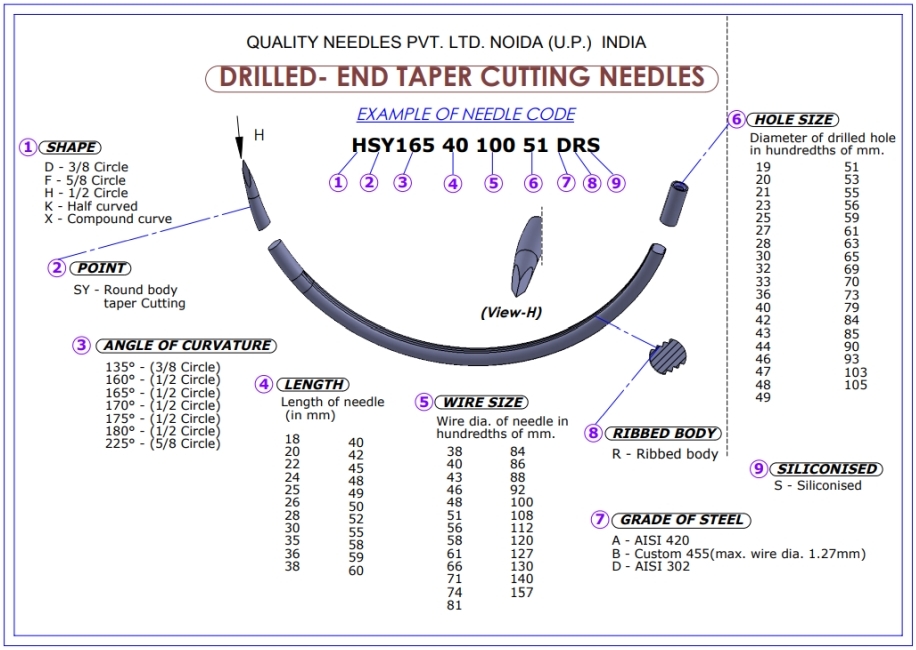 QUALITY NEEDLES PVT. LTD. NOIDA (U.P.) INDIA
DRILLED- END TAPER CUTTING NEEDLES
EXAMPLE OF NEEDLE CODE
HSY165 40 100 51 DRS
1 2 3 4 5 6 7 8 9
H
(View-H)
1 SHAPE
D - 3/8 Circle
F - 5/8 Circle
H - 1/2 Circle
K - Half curved
X - Compound curve
2 POINT
SY - Round body
taper Cutting
3 ANGLE OF CURVATURE
135° - (3/8 Circle)
160° - (1/2 Circle)
165° - (1/2 Circle)
170° - (1/2 Circle)
175° - (1/2 Circle)
180° - (1/2 Circle)
225° - (5/8 Circle)
4 LENGTH
Length of needle
(in mm)
18 40
20 42
22 45
24 48
25 49
26 50
28 52
30 55
35 58
36 59
38 60
5 WIRE SIZE
Wire dia. of needle in
hundredths of mm.
38 84
40 86
43 88
46 92
48 100
51 108
56 112
58 120
61 127
66 130
71 140
74 157
81
6 HOLE SIZE
Diameter of drilled hole
in hundredths of mm.
19 51
20 53
21 55
23 56
25 59
27 61
28 63
30 65
32 69
33 70
36 73
40 79
42 84
43 85
44 90
46 93
47 103
48 105
49
8 RIBBED BODY
R - Ribbed body
9 SILICONISED
S - Siliconised
7 GRADE OF STEEL
A - AISI 420
B - Custom 455(max. wire dia. 1.27mm)
D - AISI 302